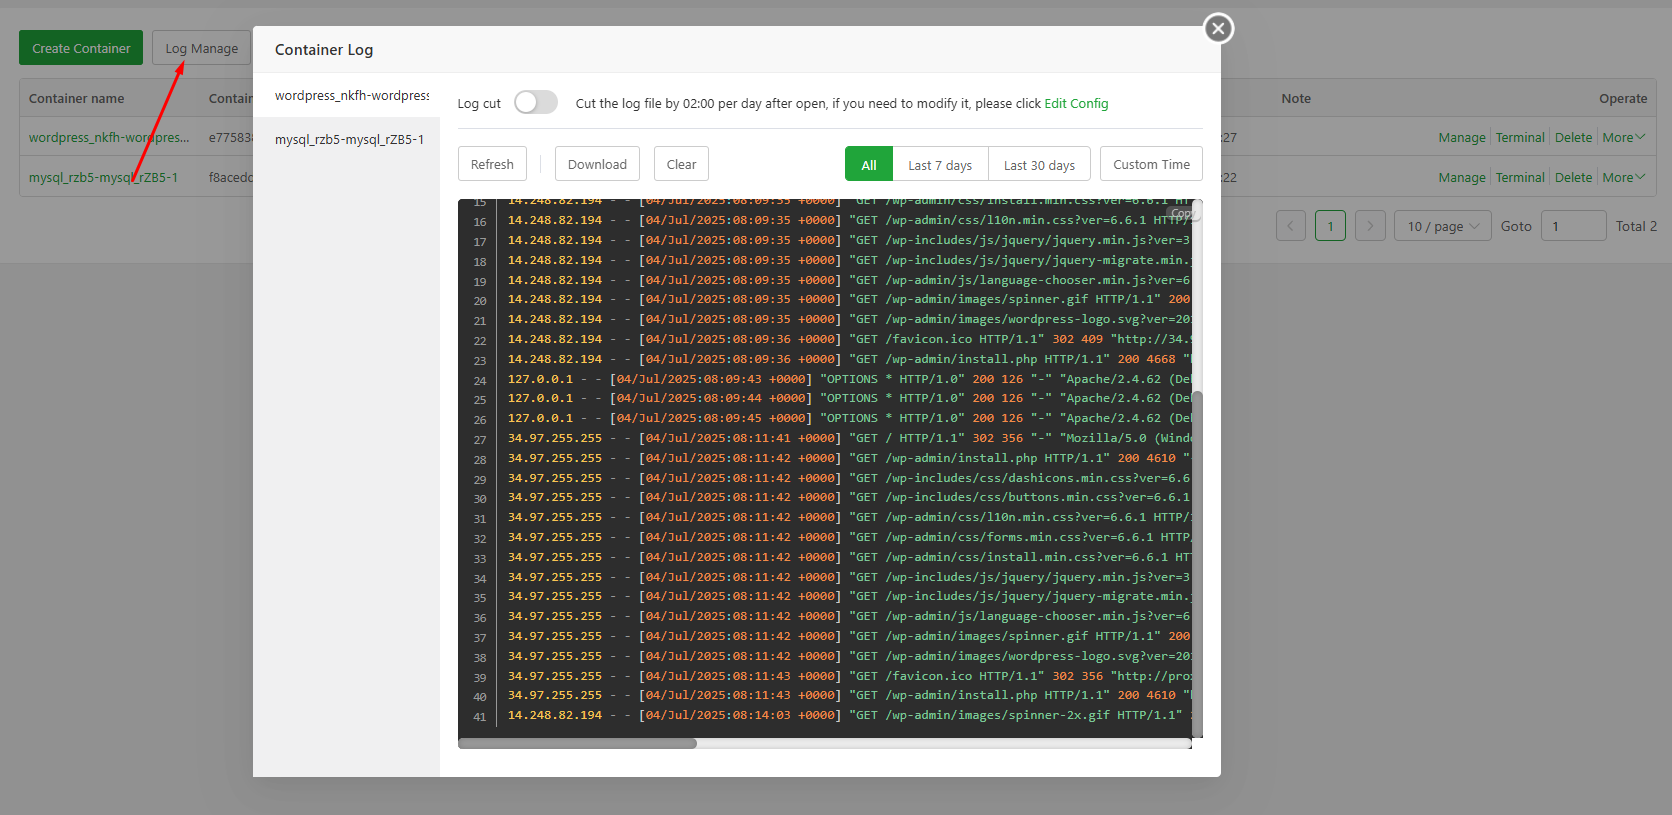 Create Container
Log Manage
Container name
Contain
wordpress_nkfh-wordpres...
e77583
mysql_rzb5-mysql_rZB5-1
f8acedd
Container Log
wordpress_nkfh-wordpress
mysql_rzb5-mysql_rZB5-1
Log cut
Cut the log file by 02:00 per day after open, if you need to modify it, please click Edit Config
Refresh
Download
Clear
All
Last 7 days
Last 30 days
Custom Time
Copy
15 14.248.82.194 - - [04/Jul/2025:08:09:35 +0000] "GET /wp-admin/css/install.min.css?ver=6.6.1 HT
16 14.248.82.194 - - [04/Jul/2025:08:09:35 +0000] "GET /wp-admin/css/l10n.min.css?ver=6.6.1 HTTP/
17 14.248.82.194 - - [04/Jul/2025:08:09:35 +0000] "GET /wp-includes/js/jquery/jquery.min.js?ver=3
18 14.248.82.194 - - [04/Jul/2025:08:09:35 +0000] "GET /wp-includes/js/jquery/jquery-migrate.min.
19 14.248.82.194 - - [04/Jul/2025:08:09:35 +0000] "GET /wp-admin/js/language-chooser.min.js?ver=6
20 14.248.82.194 - - [04/Jul/2025:08:09:35 +0000] "GET /wp-admin/images/spinner.gif HTTP/1.1" 200
21 14.248.82.194 - - [04/Jul/2025:08:09:35 +0000] "GET /wp-admin/images/wordpress-logo.svg?ver=20
22 14.248.82.194 - - [04/Jul/2025:08:09:36 +0000] "GET /favicon.ico HTTP/1.1" 302 409 "http://34.
23 14.248.82.194 - - [04/Jul/2025:08:09:36 +0000] "GET /wp-admin/install.php HTTP/1.1" 200 4668 "
24 127.0.0.1 - - [04/Jul/2025:08:09:43 +0000] "OPTIONS * HTTP/1.0" 200 126 "-" "Apache/2.4.62 (De
25 127.0.0.1 - - [04/Jul/2025:08:09:44 +0000] "OPTIONS * HTTP/1.0" 200 126 "-" "Apache/2.4.62 (De
26 127.0.0.1 - - [04/Jul/2025:08:09:45 +0000] "OPTIONS * HTTP/1.0" 200 126 "-" "Apache/2.4.62 (De
27 34.97.255.255 - - [04/Jul/2025:08:11:41 +0000] "GET / HTTP/1.1" 302 356 "-" "Mozilla/5.0 (Wind
28 34.97.255.255 - - [04/Jul/2025:08:11:42 +0000] "GET /wp-admin/install.php HTTP/1.1" 200 4610 "
29 34.97.255.255 - - [04/Jul/2025:08:11:42 +0000] "GET /wp-includes/css/dashicons.min.css?ver=6.6
30 34.97.255.255 - - [04/Jul/2025:08:11:42 +0000] "GET /wp-includes/css/buttons.min.css?ver=6.6.1
31 34.97.255.255 - - [04/Jul/2025:08:11:42 +0000] "GET /wp-admin/css/l10n.min.css?ver=6.6.1 HTTP/
32 34.97.255.255 - - [04/Jul/2025:08:11:42 +0000] "GET /wp-admin/css/forms.min.css?ver=6.6.1 HTTP
33 34.97.255.255 - - [04/Jul/2025:08:11:42 +0000] "GET /wp-admin/css/install.min.css?ver=6.6.1 HT
34 34.97.255.255 - - [04/Jul/2025:08:11:42 +0000] "GET /wp-includes/js/jquery/jquery.min.js?ver=3
35 34.97.255.255 - - [04/Jul/2025:08:11:42 +0000] "GET /wp-includes/js/jquery/jquery-migrate.min.
36 34.97.255.255 - - [04/Jul/2025:08:11:42 +0000] "GET /wp-admin/js/language-chooser.min.js?ver=6
37 34.97.255.255 - - [04/Jul/2025:08:11:42 +0000] "GET /wp-admin/images/spinner.gif HTTP/1.1" 200
38 34.97.255.255 - - [04/Jul/2025:08:11:42 +0000] "GET /wp-admin/images/wordpress-logo.svg?ver=20
39 34.97.255.255 - - [04/Jul/2025:08:11:43 +0000] "GET /favicon.ico HTTP/1.1" 302 356 "http://pro
40 34.97.255.255 - - [04/Jul/2025:08:11:43 +0000] "GET /wp-admin/install.php HTTP/1.1" 200 4610 "
41 14.248.82.194 - - [04/Jul/2025:08:14:03 +0000] "GET /wp-admin/images/spinner-2x.gif HTTP/1.1"
Note
Operate
:27
Manage
Terminal
Delete
More
:22
Manage
Terminal
Delete
More
1
10 / page
Goto
1
Total 2